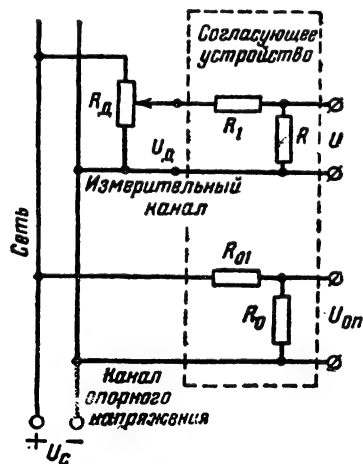 Согласующее
устройство
R_Д
R_1
R
U
U_Д
Измерительный
канал
Сеть
R_01
R_0
U_оп
Канал
опорного
напряжения
+ U_С -